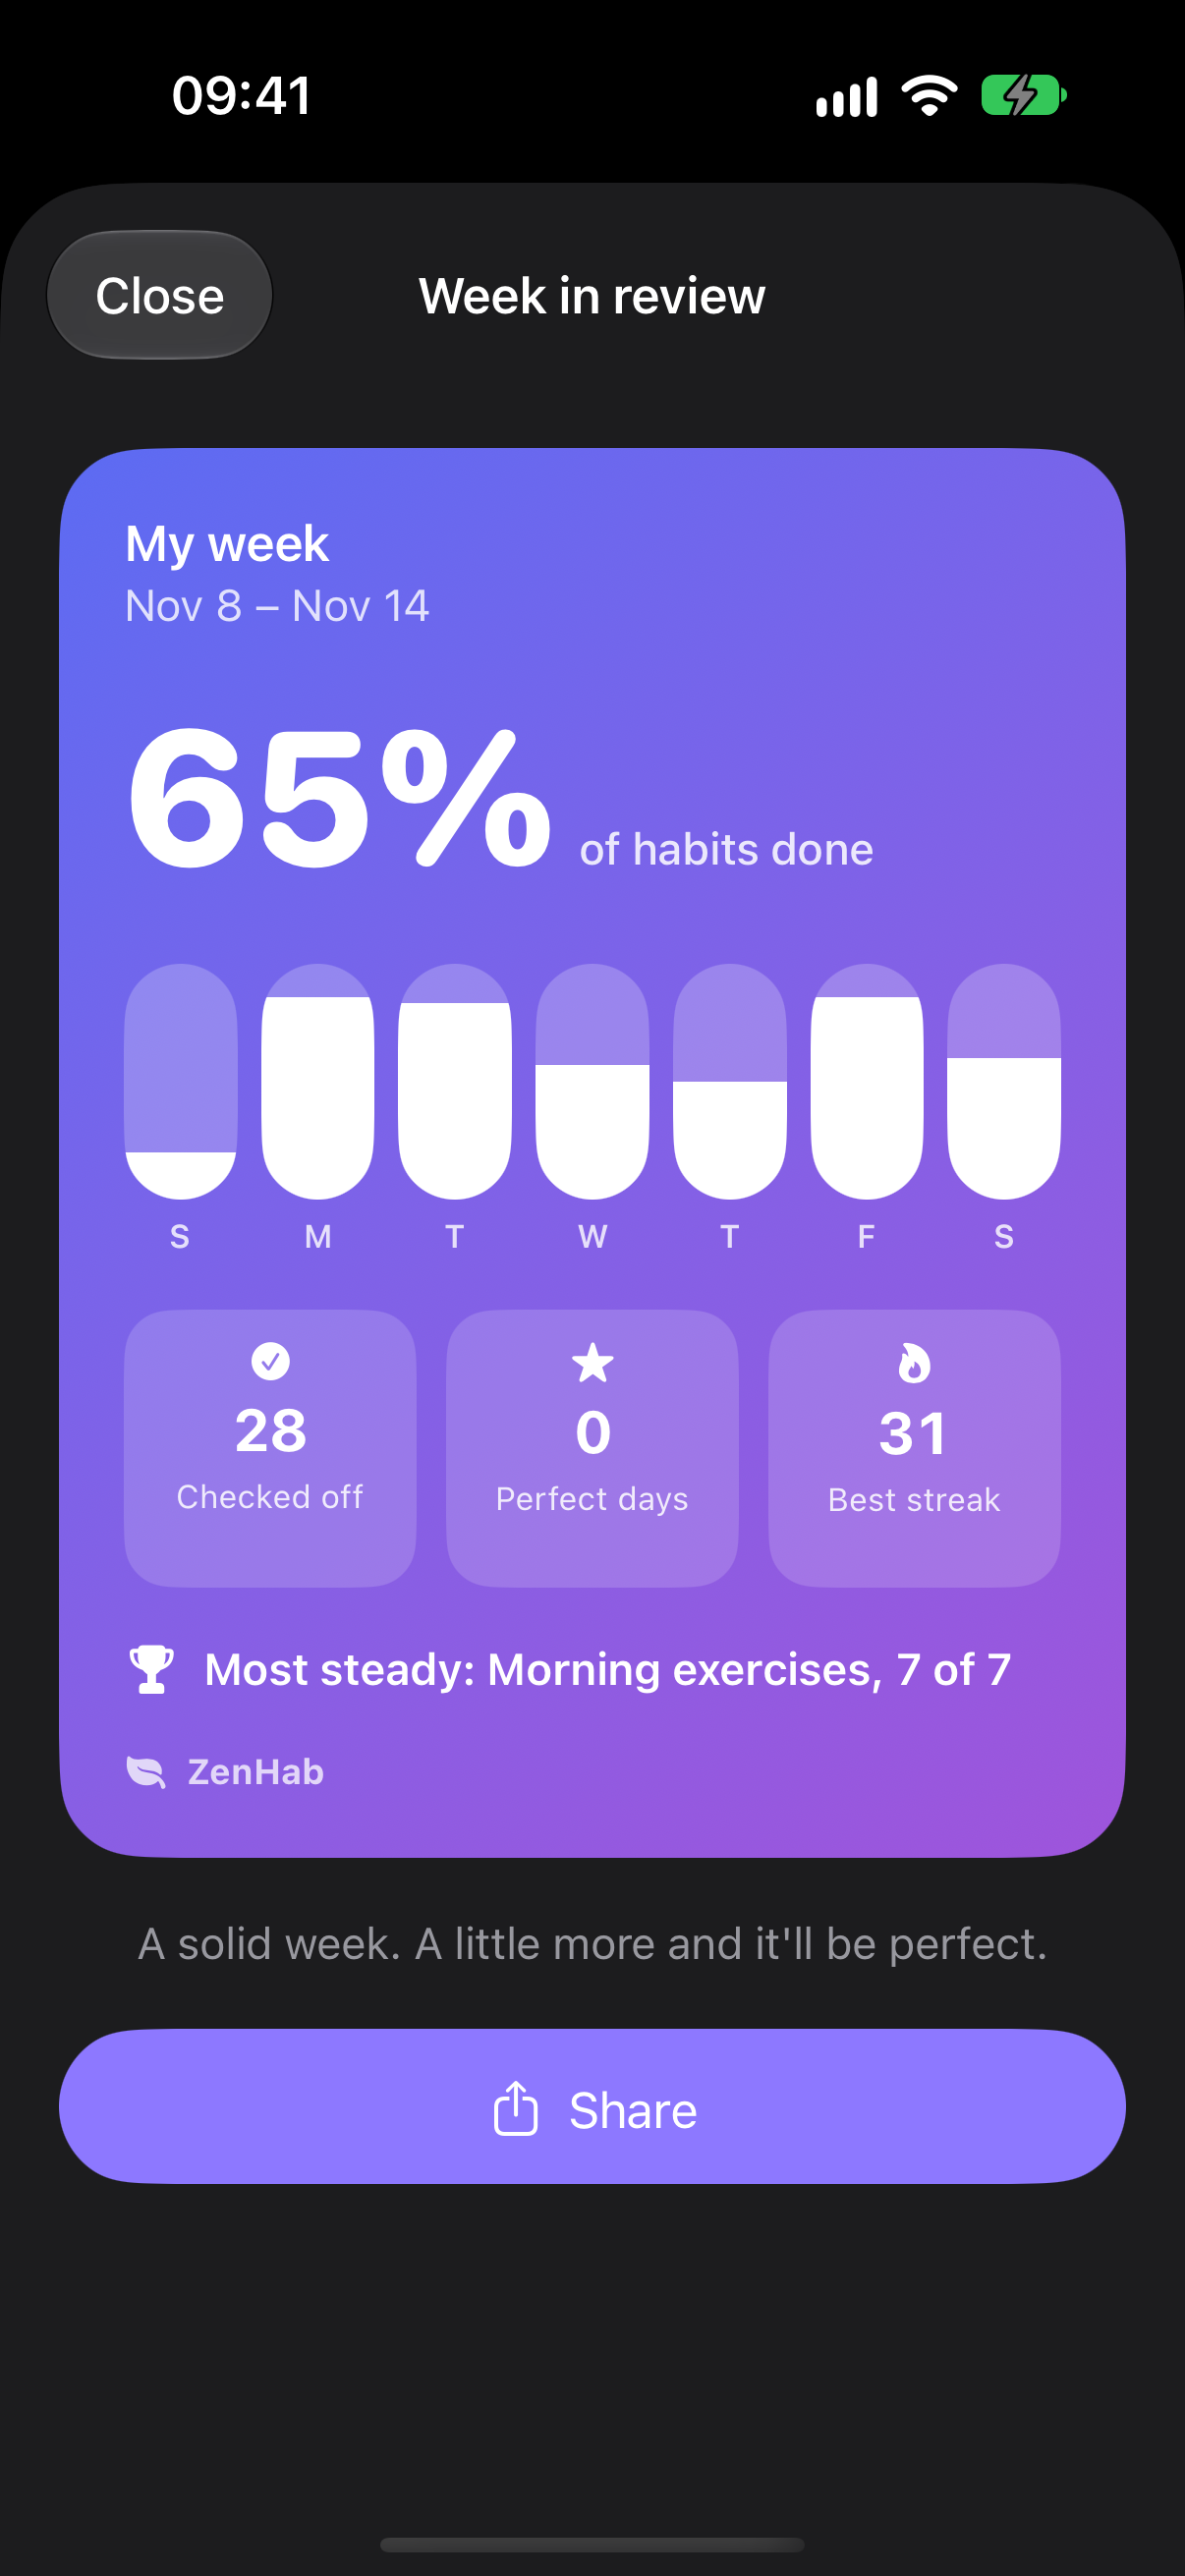 09:41
Close
Week in review
My week
Nov 8 – Nov 14
65% of habits done
S M T W T F S
28 0 31
Checked off Perfect days Best streak
Most steady: Morning exercises, 7 of 7
ZenHab
A solid week. A little more and it'll be perfect.
Share